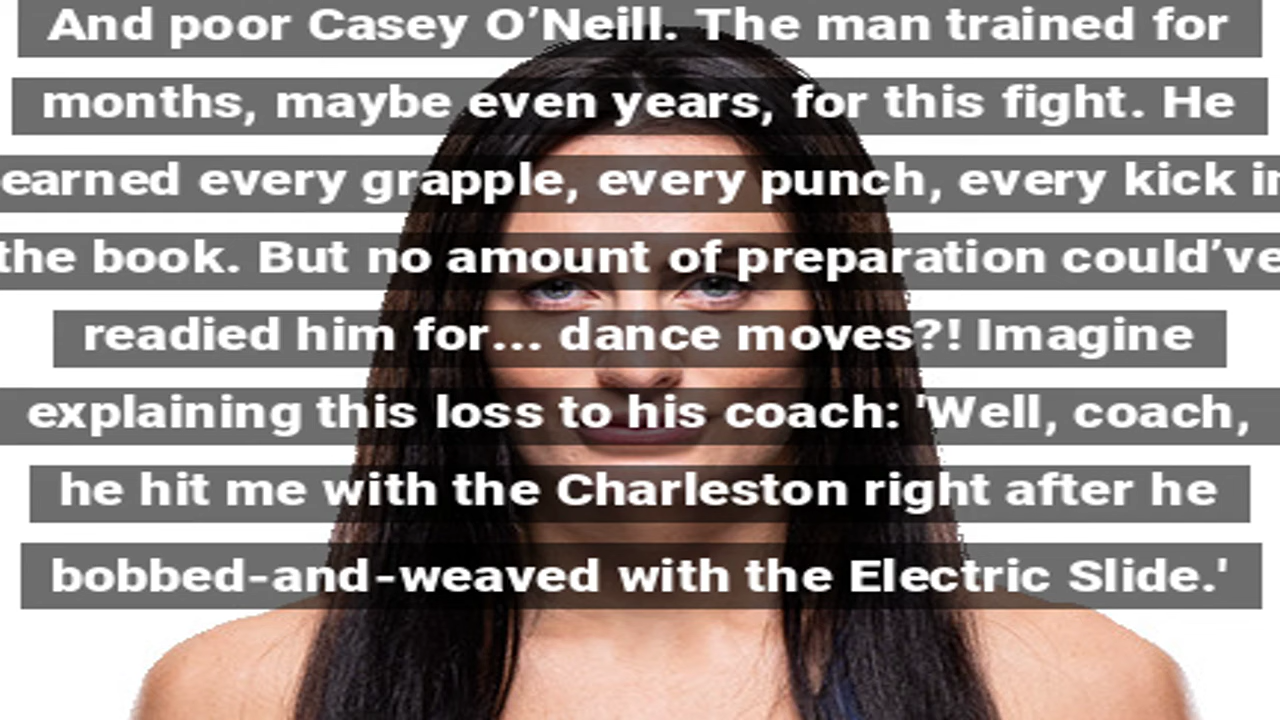 And poor Casey O’Neill. The man trained for
months, maybe even years, for this fight. He
earned every grapple, every punch, every kick in
the book. But no amount of preparation could’ve
readied him for... dance moves?! Imagine
explaining this loss to his coach: 'Well, coach,
he hit me with the Charleston right after he
bobbed-and-weaved with the Electric Slide.'